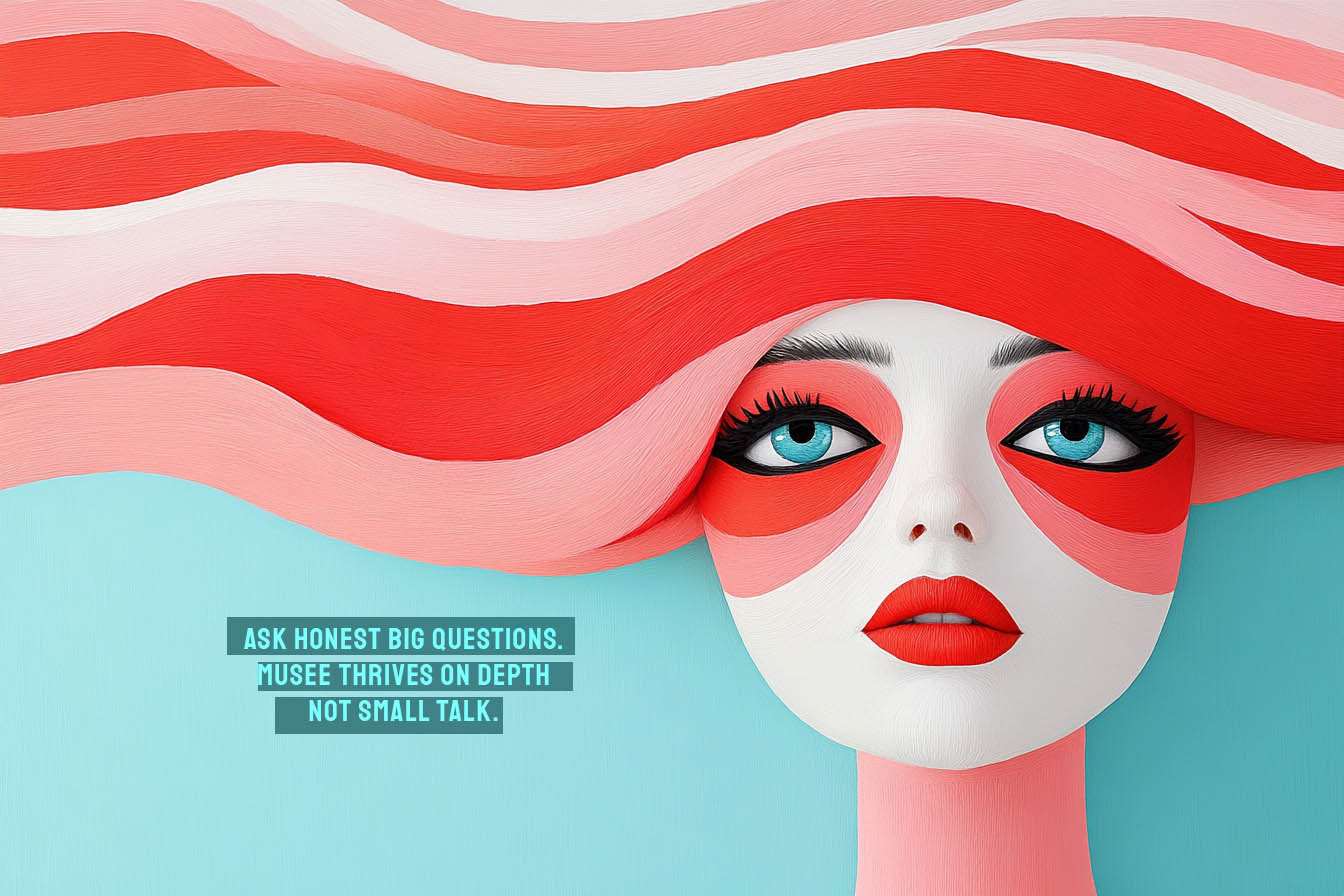 ASK HONEST BIG QUESTIONS.
MUSEE THRIVES ON DEPTH
NOT SMALL TALK.